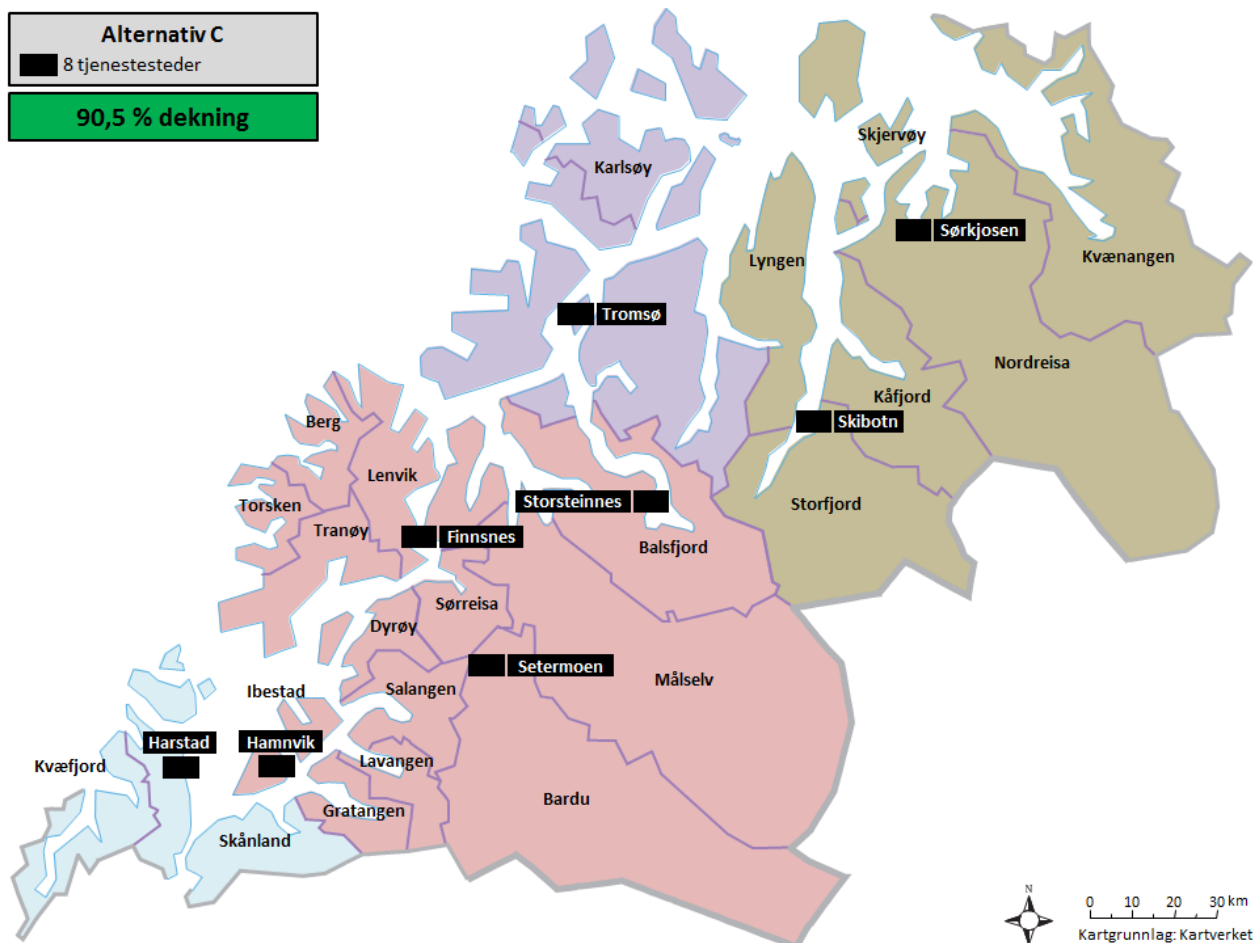 Alternativ C
8 tjenestesteder
90,5 % dekning
Skjervøy
Karlsøy
Sørkjosen
Lyngen
Kvænangen
Tromsø
Nordreisa
Kåfjord
Berg
Skibotn
Lenvik
Torsken
Storsteinnes
Storfjord
Tranøy
Finnsnes
Balsfjord
Sørreisa
Dyrøy
Setermoen
Målselv
Salangen
Ibestad
Harstad
Hamnvik
Kvæfjord
Lavangen
Bardu
Gratangen
Skånland
N
0 10 20 30 km
Kartgrunnlag: Kartverket